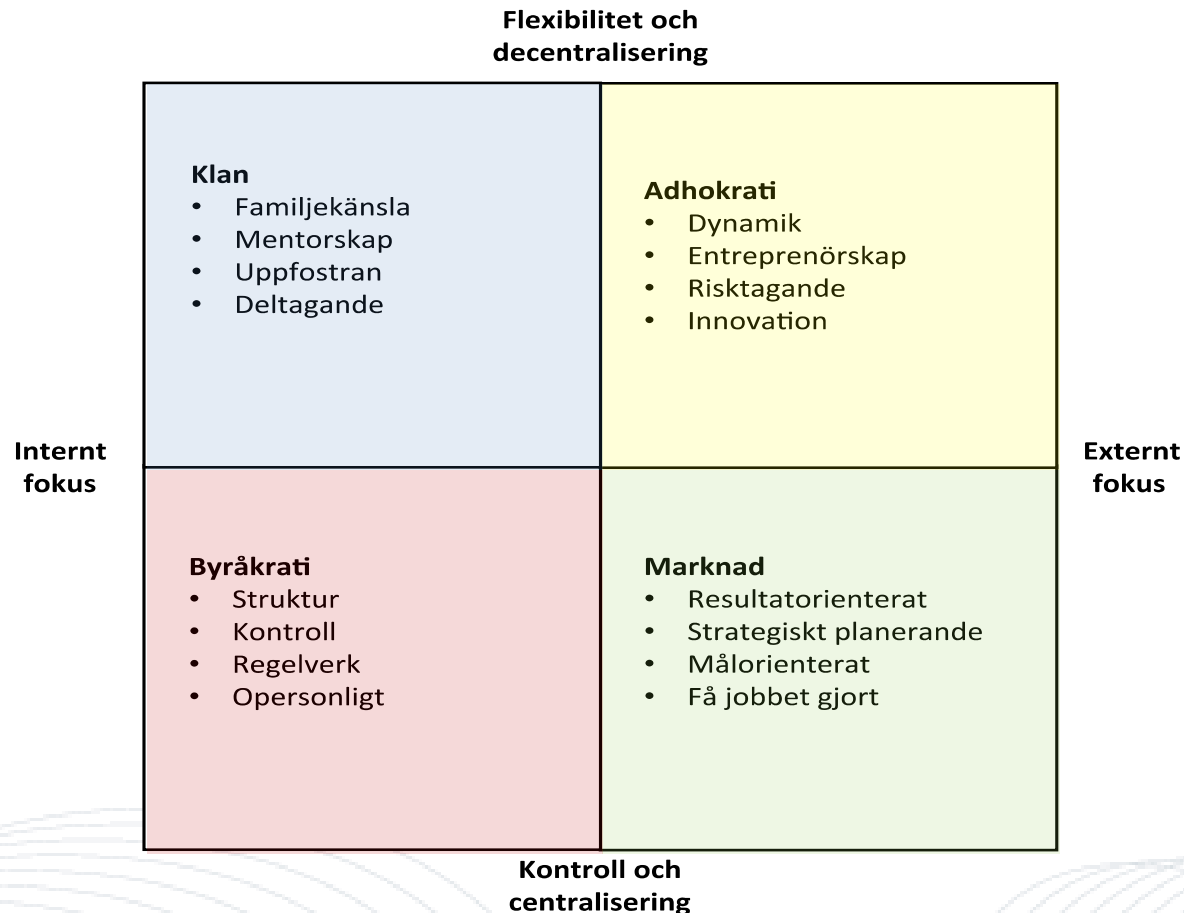 Flexibilitet och
decentralisering
Klan
• Familjekänsla
• Mentorskap
• Uppfostran
• Deltagande
Adhokrati
• Dynamik
• Entreprenörskap
• Risktagande
• Innovation
Internt
fokus
Externt
fokus
Byråkrati
• Struktur
• Kontroll
• Regelverk
• Opersonligt
Marknad
• Resultatorienterat
• Strategiskt planerande
• Målorienterat
• Få jobbet gjort
Kontroll och
centralisering